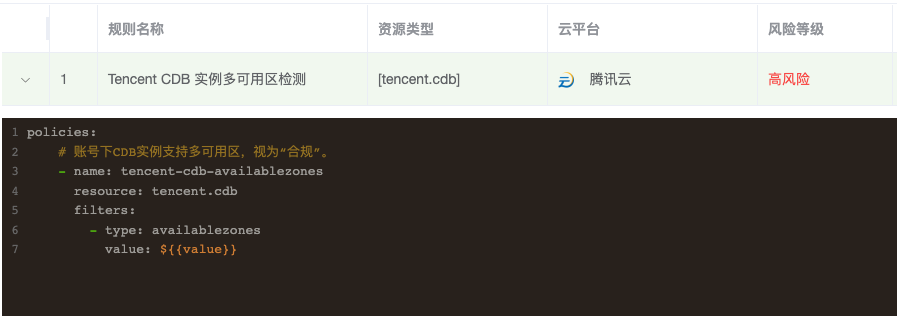 规则名称 资源类型 云平台 风险等级
1 Tencent CDB 实例多可用区检测 [tencent.cdb] 腾讯云 高风险
1 policies:
2 # 账号下CDB实例支持多可用区，视为“合规”。
3 - name: tencent-cdb-availablezones
4 resource: tencent.cdb
5 filters:
6 - type: availablezones
7 value: ${{value}}